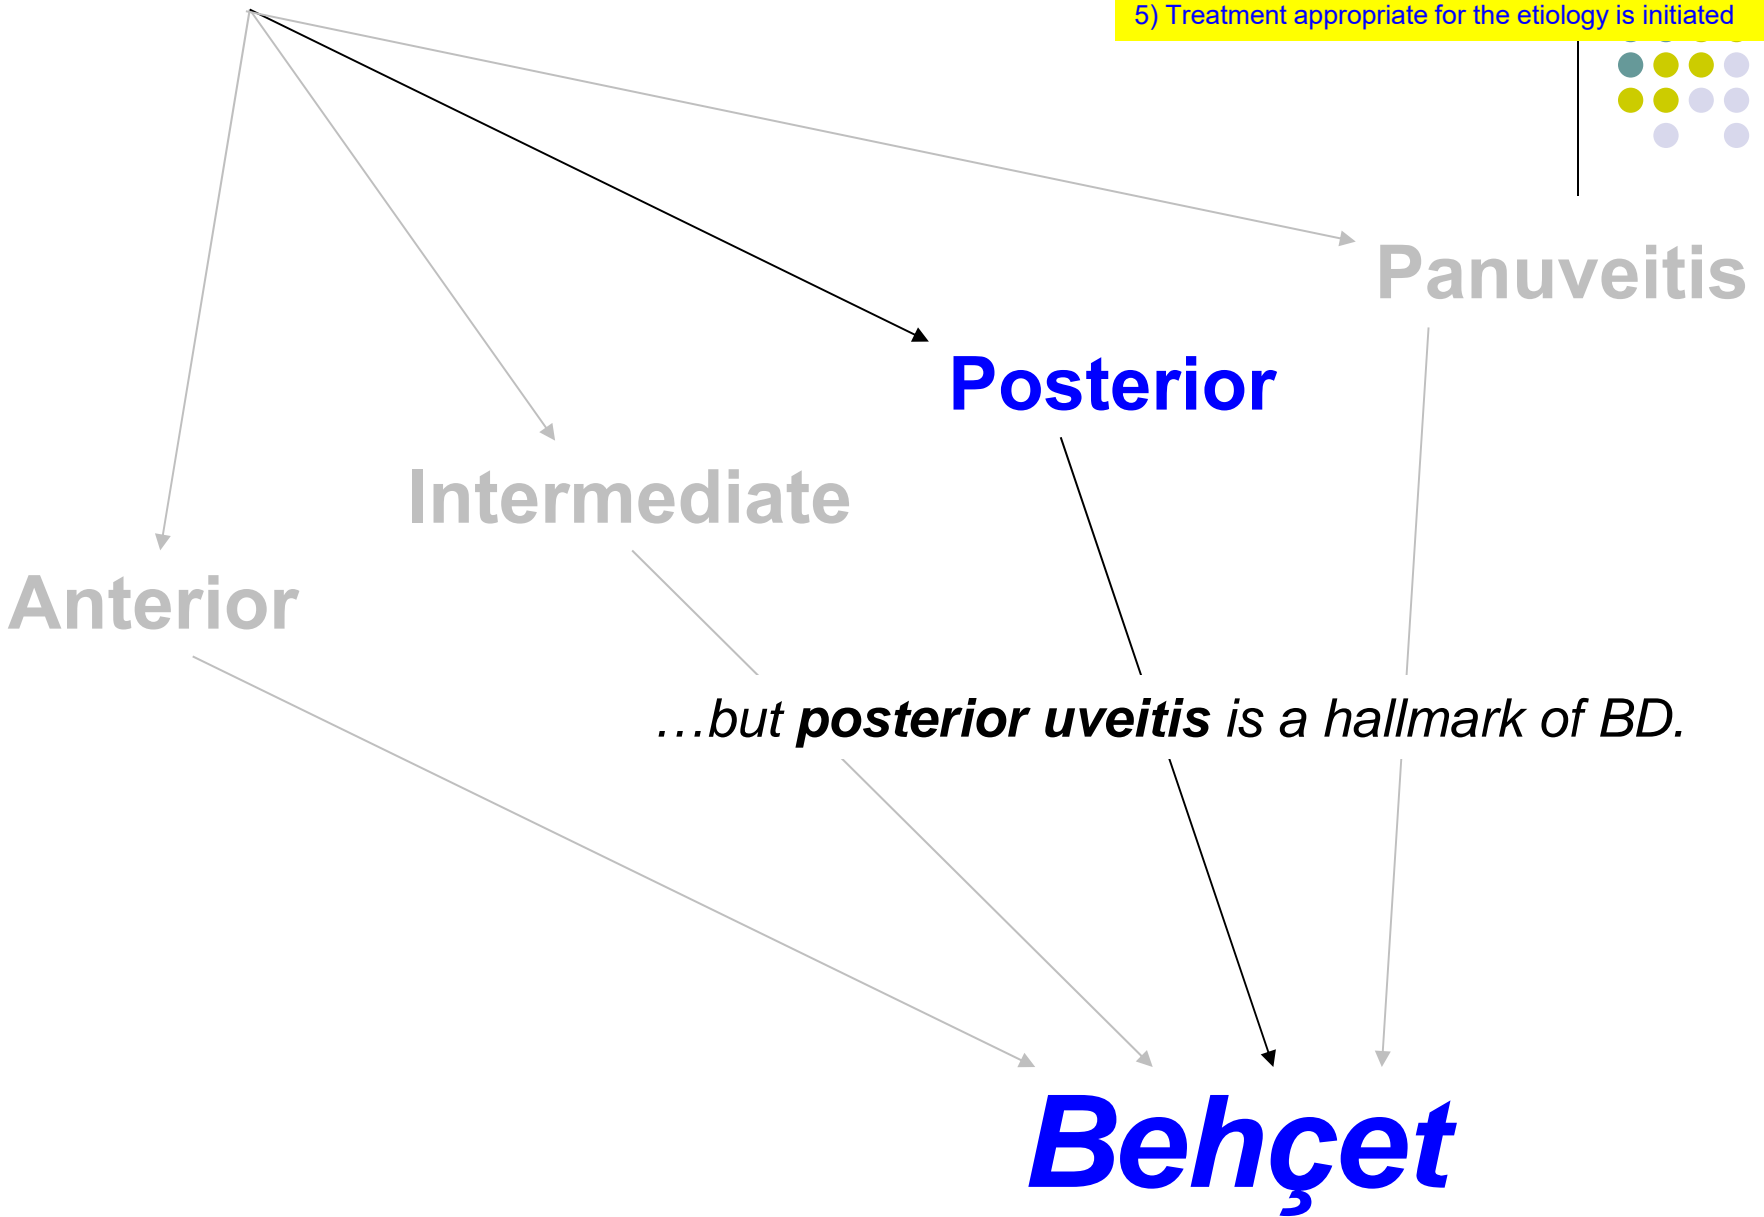 5) Treatment appropriate for the etiology is initiated
Panuveitis
Posterior
Intermediate
Anterior
…but posterior uveitis is a hallmark of BD.
Behçet